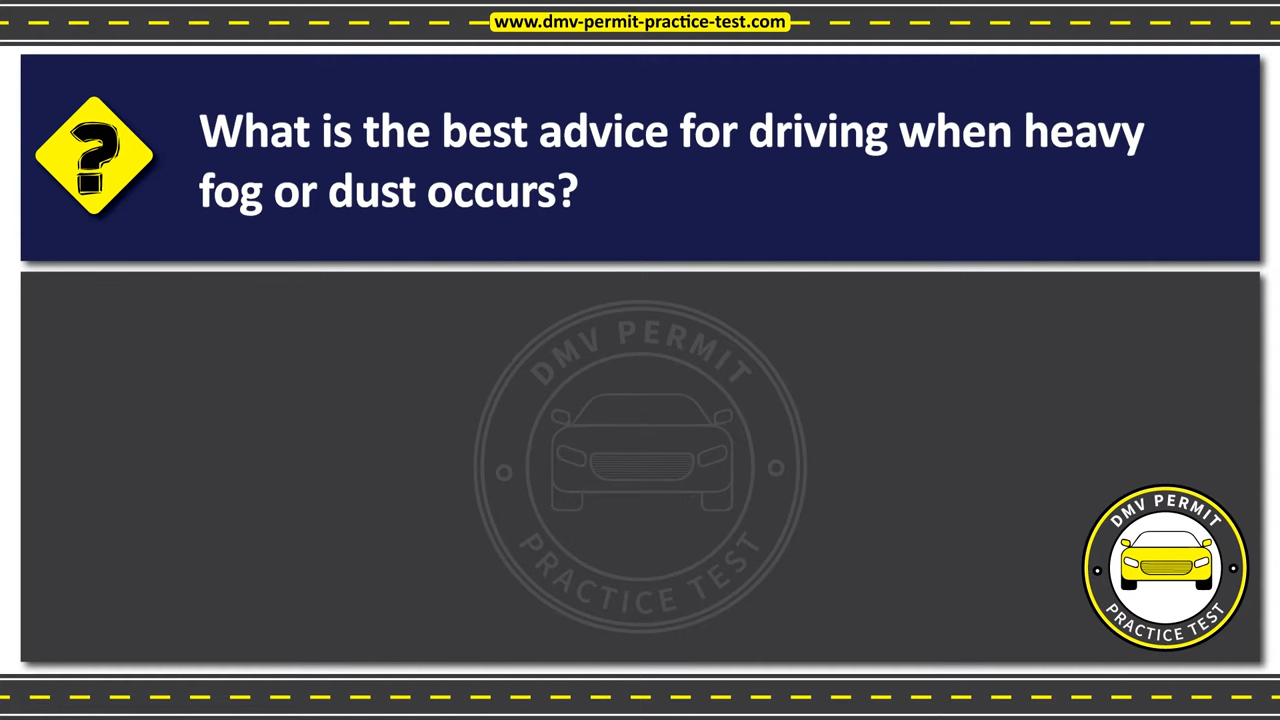 www.dmv-permit-practice-test.com
What is the best advice for driving when heavy
fog or dust occurs?
DMV PERMIT
PRACTICE TEST
DMV PERMIT
PRACTICE TEST